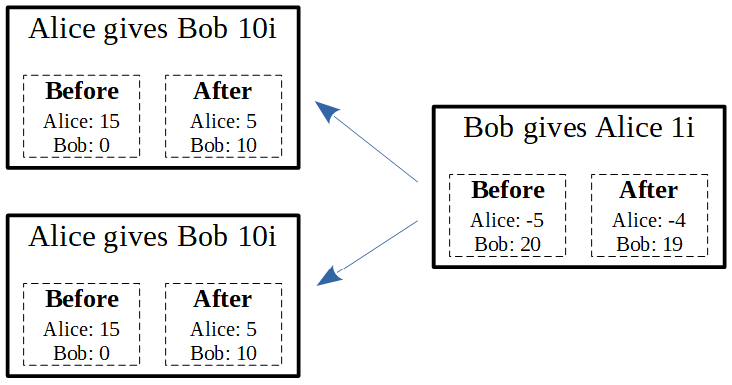 Alice gives Bob 10i
Before
After
Alice: 15
Alice: 5
Bob: 0
Bob: 10
Bob gives Alice 1i
Before
After
Alice: -5
Alice: -4
Bob: 20
Bob: 19
Alice gives Bob 10i
Before
After
Alice: 15
Alice: 5
Bob: 0
Bob: 10